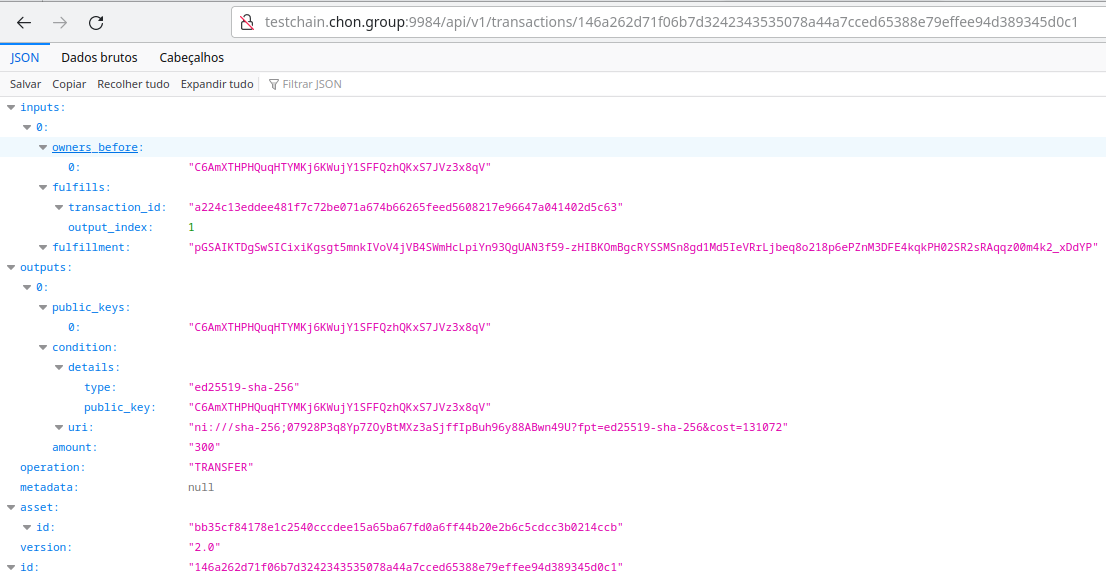 testchain.chon.group:9984/api/v1/transactions/146a262d71f06b7d3242343535078a44a7cced65388e79effee94d389345d0c1
JSON Dados brutos Cabeçalhos
Salvar Copiar Recolher tudo Expandir tudo Filtrar JSON
inputs:
0:
owners_before:
0: "C6AmXTHPHQuqHTYMKj6KWujY1SFFQzhQKxS7JVz3x8qV"
fulfills:
transaction_id: "a224c13eddee481f7c72be071a674b66265feed5608217e96647a041402d5c63"
output_index: 1
fulfillment: "pGSAIKTDgSwSICixiKgsgt5mnkIVoV4jVB4SWmHcLpiYn93QgUAN3f59-zHIBKOmBgcRYSSMSn8gd1Md5IeVRrLjbeq8o218p6ePZnM3DFE4kqkPH02SR2sRAqqz00m4k2_xDdYP"
outputs:
0:
public_keys:
0: "C6AmXTHPHQuqHTYMKj6KWujY1SFFQzhQKxS7JVz3x8qV"
condition:
details:
type: "ed25519-sha-256"
public_key: "C6AmXTHPHQuqHTYMKj6KWujY1SFFQzhQKxS7JVz3x8qV"
uri: "ni:///sha-256;07928P3q8Yp7ZOyBtMXz3aSjffIpBuh96y88ABwn49U?fpt=ed25519-sha-256&cost=131072"
amount: "300"
operation: "TRANSFER"
metadata: null
asset:
id: "bb35cf84178e1c2540cccdee15a65ba67fd0a6ff44b20e2b6c5cdcc3b0214ccb"
version: "2.0"
id: "146a262d71f06b7d3242343535078a44a7cced65388e79effee94d389345d0c1"